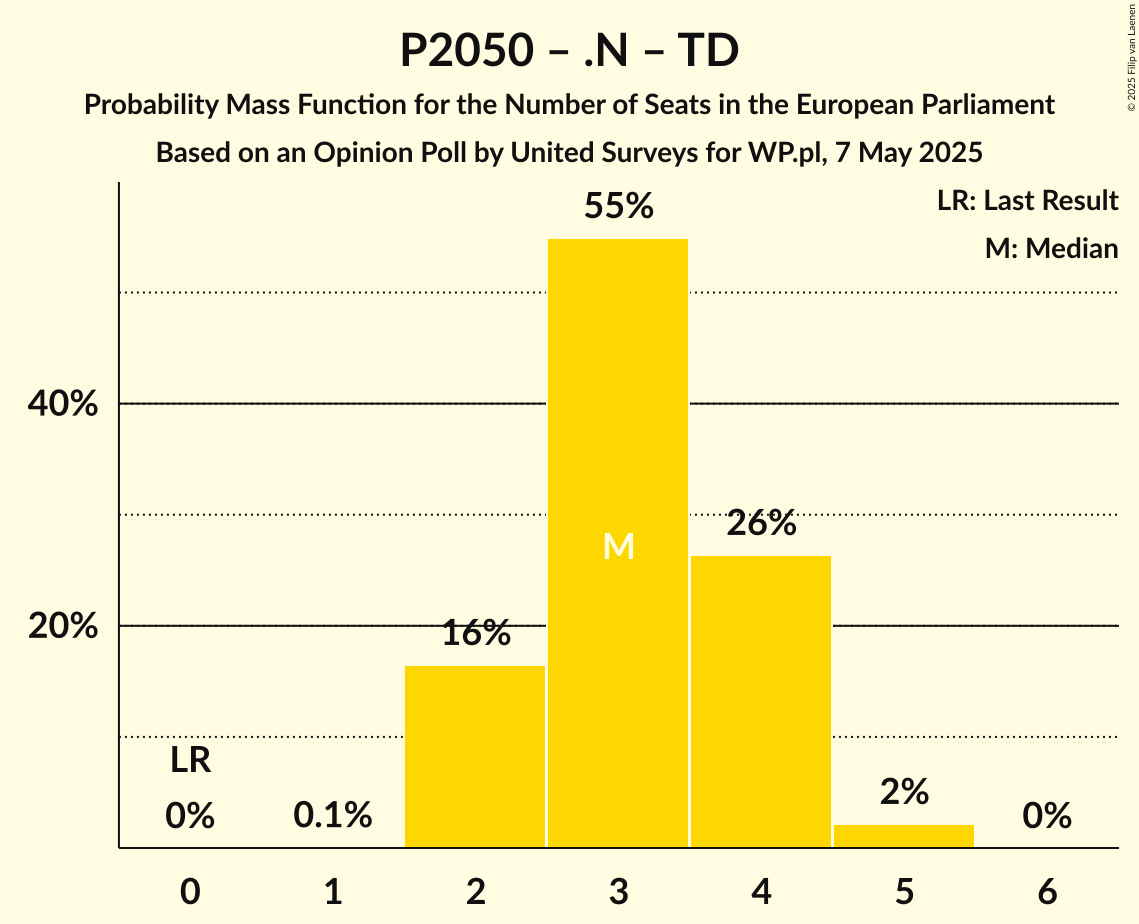 P2050 – .N – TD
Probability Mass Function for the Number of Seats in the European Parliament
Based on an Opinion Poll by United Surveys for WP.pl, 7 May 2025
© 2025 Filip van Laenen
LR: Last Result
M: Median
55%
40%
M
26%
20%
16%
LR
0%
0.1%
2%
0%
0 1 2 3 4 5 6